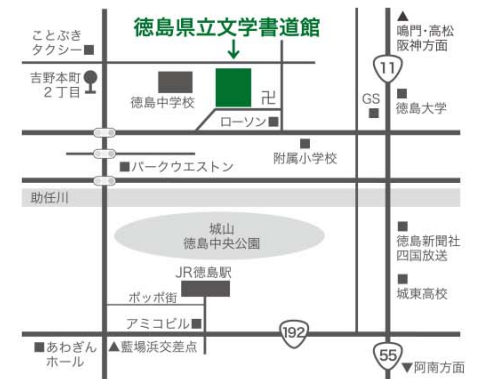 徳島県立文学書道館
ことぶき
タクシー
鳴門・高松
阪神方面
11
吉野本町
2丁目
徳島中学校
卍
GS
徳島大学
ローソン
附属小学校
パークウエストン
助任川
城山
徳島中央公園
徳島新聞社
四国放送
JR徳島駅
城東高校
ポッポ街
アミコビル
192
あわぎん
ホール
▲藍場浜交差点
55
▼阿南方面